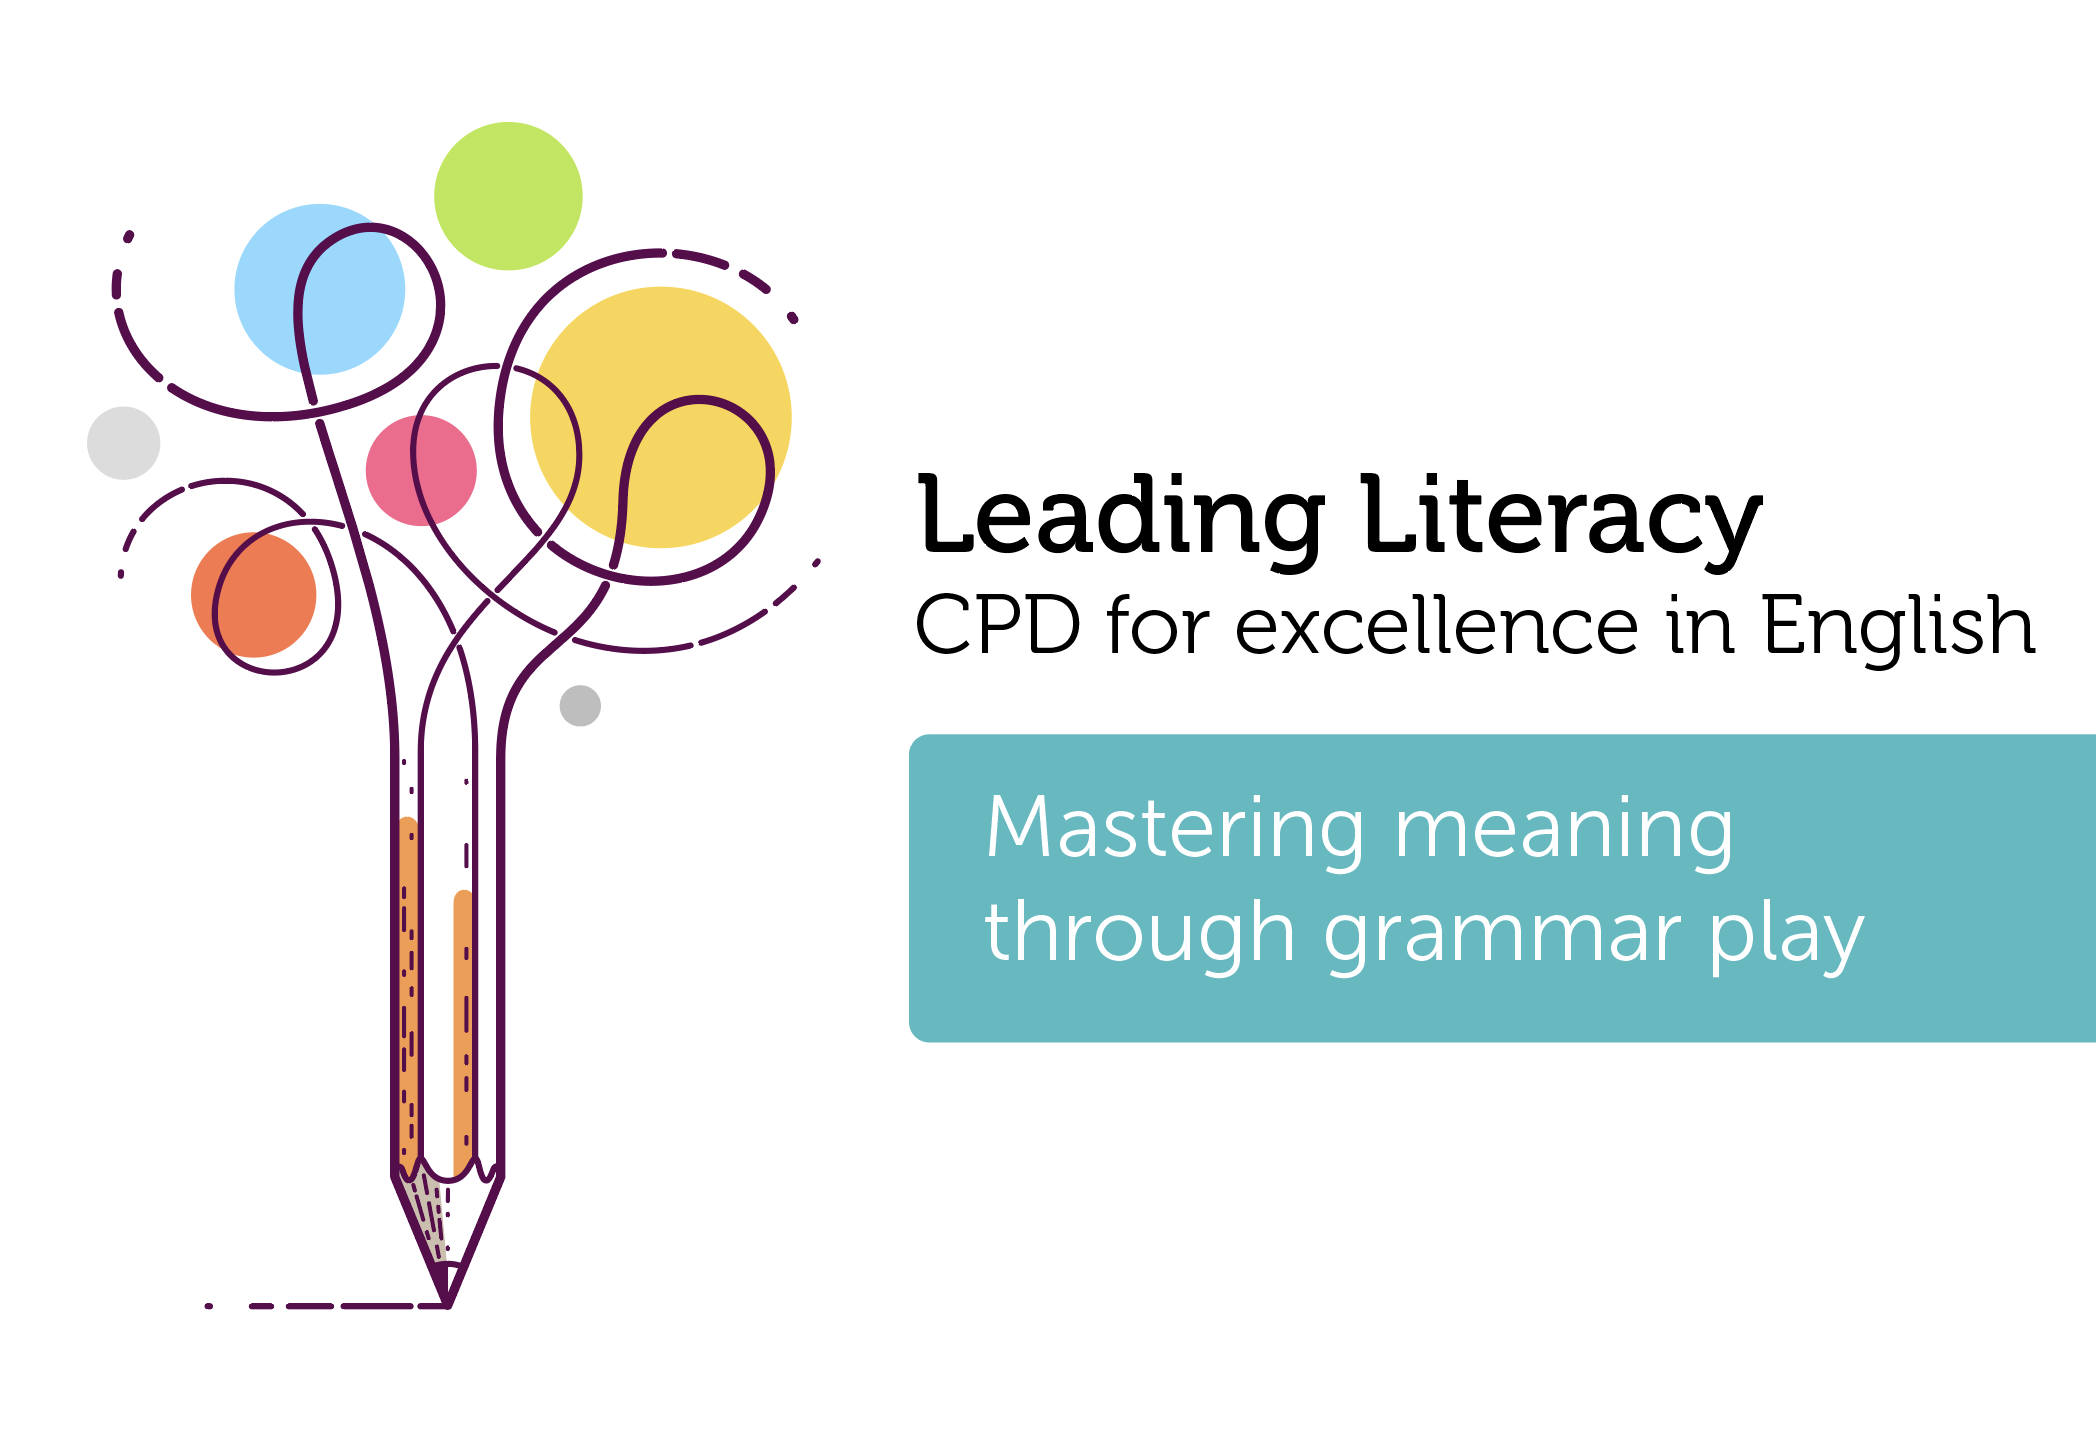 Leading Literacy
CPD for excellence in English
Mastering meaning
through grammar play